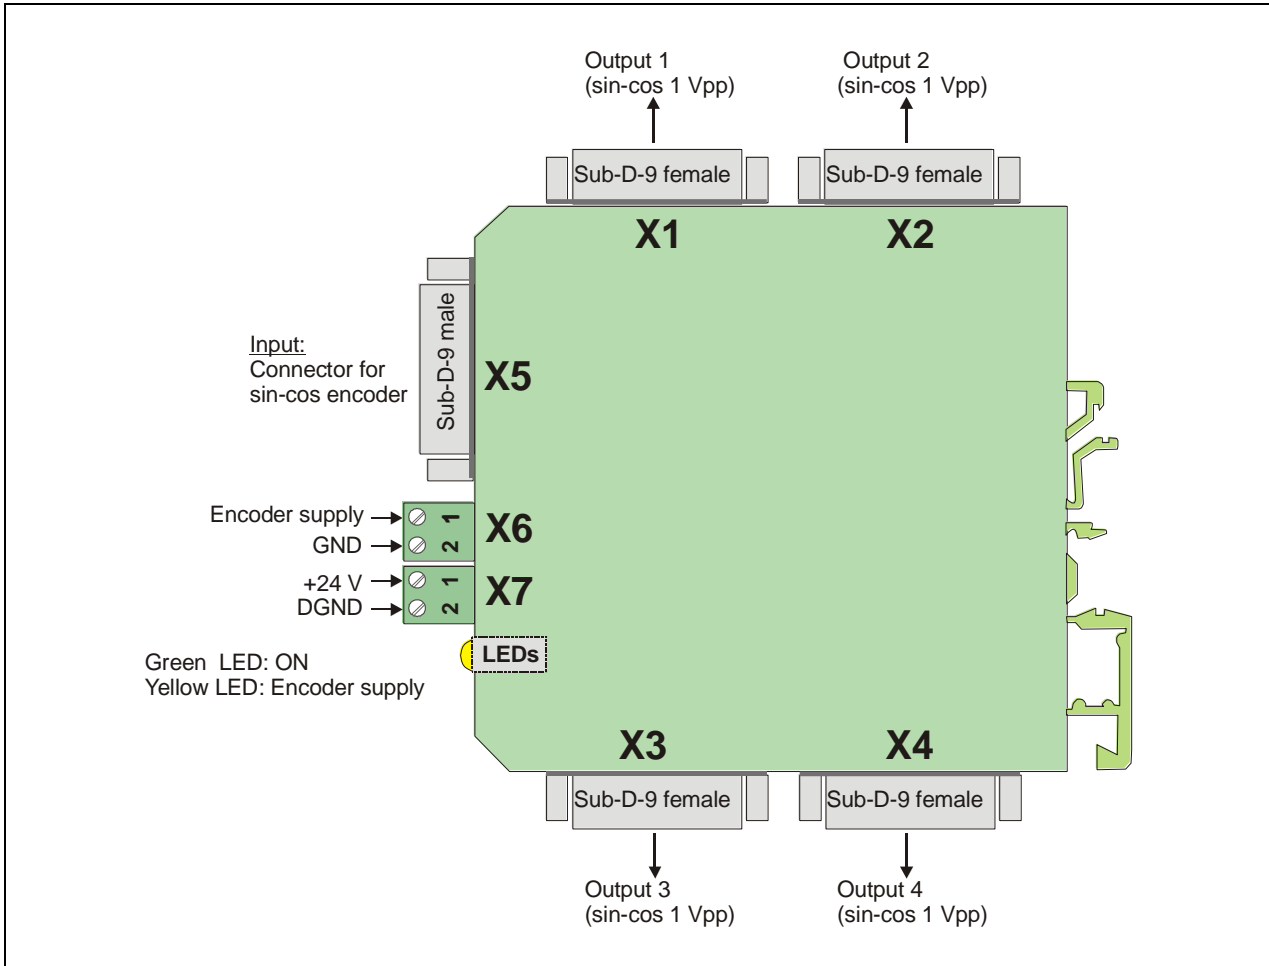 Output 1
(sin-cos 1 Vpp)
Output 2
(sin-cos 1 Vpp)
Sub-D-9 female
Sub-D-9 female
X1
X2
Sub-D-9 male
X5
Input:
Connector for
sin-cos encoder
Encoder supply
GND
1
2
X6
+24 V
DGND
1
2
X7
LEDs
Green LED: ON
Yellow LED: Encoder supply
X3
X4
Sub-D-9 female
Sub-D-9 female
Output 3
(sin-cos 1 Vpp)
Output 4
(sin-cos 1 Vpp)